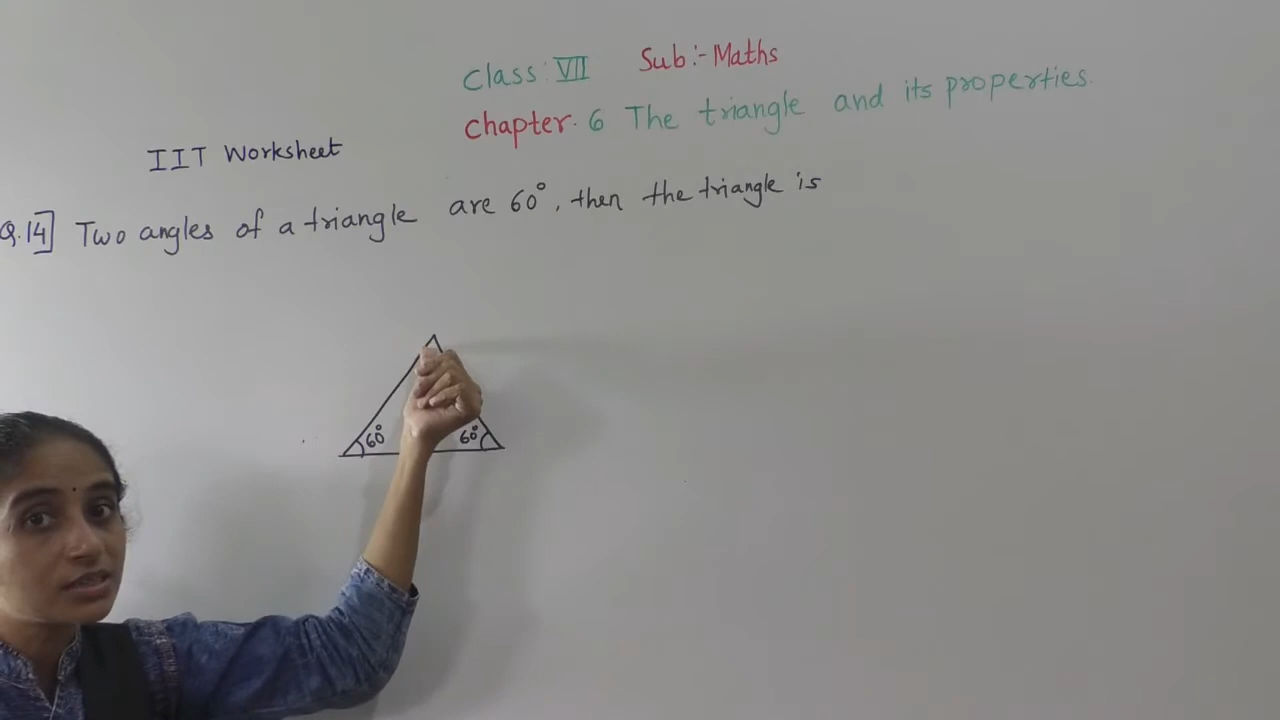 Class: VII Sub:- Maths
Chapter. 6 The triangle and its properties.
IIT Worksheet
Q.14] Two angles of a triangle are 60°, then the triangle is
60° 60°